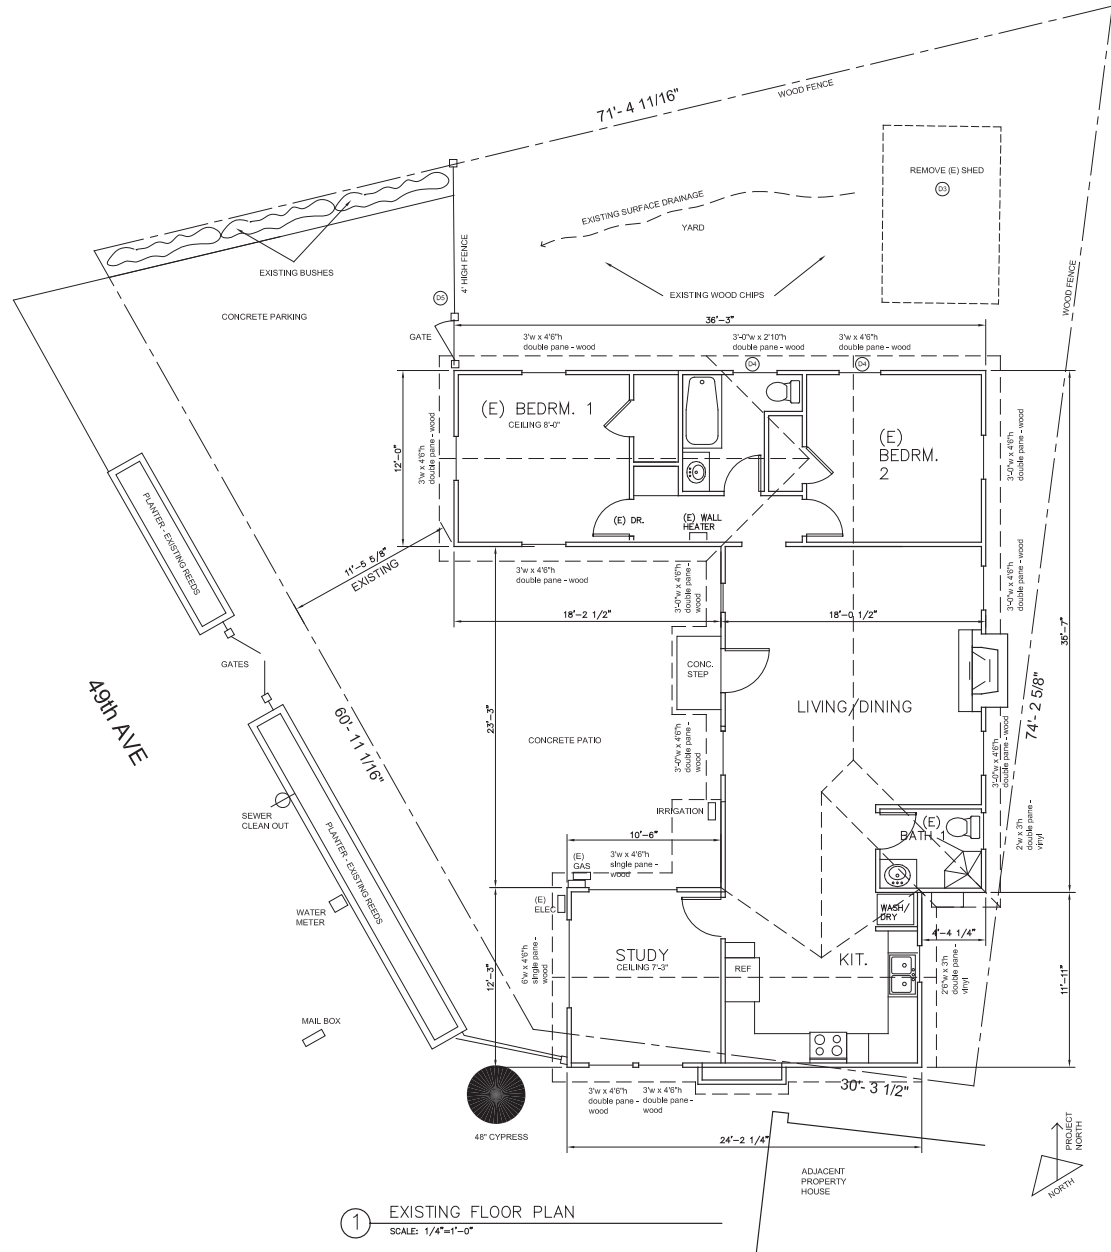 71'- 4 11/16"
WOOD FENCE
REMOVE (E) SHED
D3
EXISTING SURFACE DRAINAGE
YARD
WOOD FENCE
4' HIGH FENCE
EXISTING BUSHES
EXISTING WOOD CHIPS
D5
CONCRETE PARKING
36'-3"
GATE
3'w x 4'6"h
double pane - wood
3'-0"w x 2'10"h
double pane - wood
3'w x 4'6"h
double pane - wood
D4
D4
(E) BEDRM. 1
CEILING 8'-0"
(E)
BEDRM.
2
12'-0"
3'w x 4'6"h
double pane - wood
3'-0"w x 4'6"h
double pane - wood
PLANTER - EXISTING REEDS
(E) DR.
(E) WALL
HEATER
11'-5 5/8"
EXISTING
3'w x 4'6"h
double pane - wood
3'-0"w x 4'6"h
double pane -
wood
3'-0"w x 4'6"h
double pane - wood
18'-2 1/2"
18'-0 1/2"
36'-7"
GATES
CONC.
STEP
49th AVE
60'- 11 1/16"
LIVING/DINING
74'- 2 5/8"
23'-3"
CONCRETE PATIO
3'-0"w x 4'6"h
double pane -
wood
3'-0"w x 4'6"h
double pane - wood
SEWER
CLEAN OUT
IRRIGATION
PLANTER - EXISTING REEDS
10'-6"
(E)
BATH 1
2'w x 3'h
double pane -
vinyl
(E)
GAS
3'w x 4'6"h
single pane -
wood
(E)
ELEC
WATER
METER
WASH/
DRY
4'-4 1/4"
STUDY
CEILING 7'-3"
KIT.
REF
12'-3"
6'w x 4'6"h
single pane -
wood
2'6"w x 3'h
double pane -
vinyl
11'-11"
MAIL BOX
30'- 3 1/2"
3'w x 4'6"h
double pane -
wood
3'w x 4'6"h
double pane -
wood
48" CYPRESS
24'-2 1/4"
PROJECT
NORTH
NORTH
ADJACENT
PROPERTY
HOUSE
1
EXISTING FLOOR PLAN
SCALE: 1/4"=1'-0"